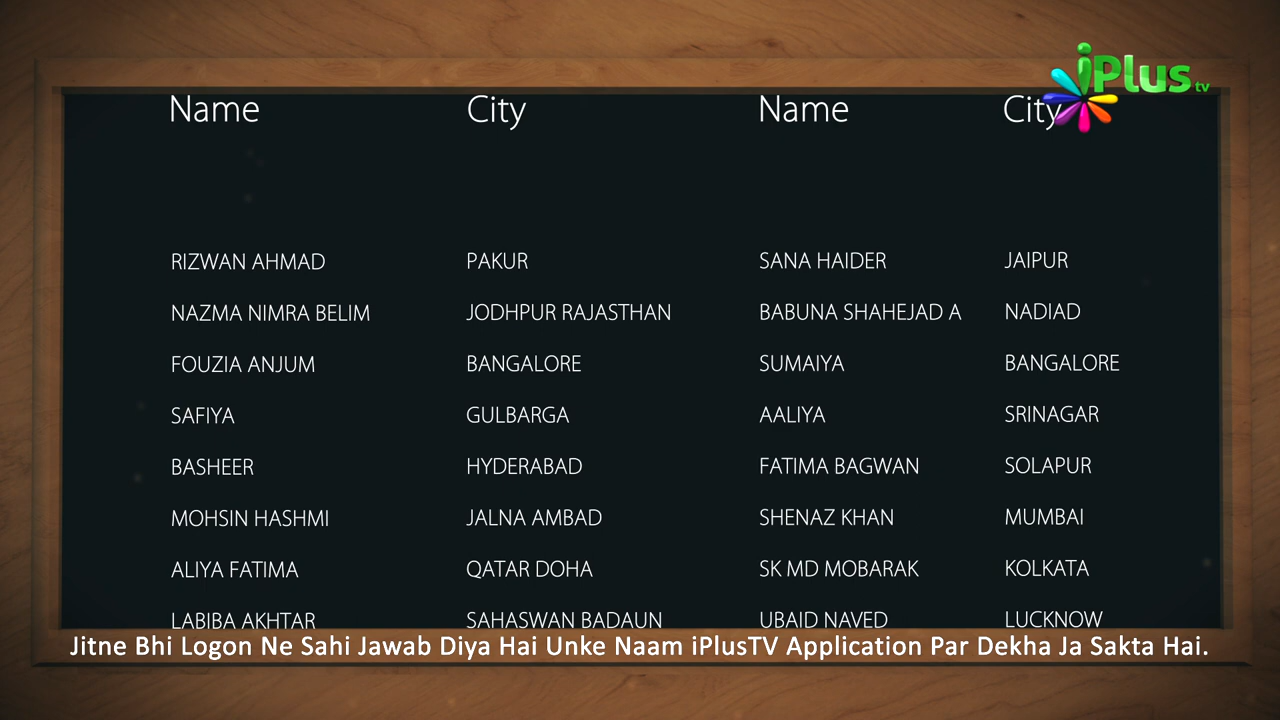 iPlus tv
Name City Name City
RIZWAN AHMAD PAKUR SANA HAIDER JAIPUR
NAZMA NIMRA BELIM JODHPUR RAJASTHAN BABUNA SHAHEJAD A NADIAD
FOUZIA ANJUM BANGALORE SUMAIYA BANGALORE
SAFIYA GULBARGA AALIYA SRINAGAR
BASHEER HYDERABAD FATIMA BAGWAN SOLAPUR
MOHSIN HASHMI JALNA AMBAD SHENAZ KHAN MUMBAI
ALIYA FATIMA QATAR DOHA SK MD MOBARAK KOLKATA
LABIBA AKHTAR SAHASWAN BADAUN UBAID NAVED LUCKNOW
Jitne Bhi Logon Ne Sahi Jawab Diya Hai Unke Naam iPlusTV Application Par Dekha Ja Sakta Hai.